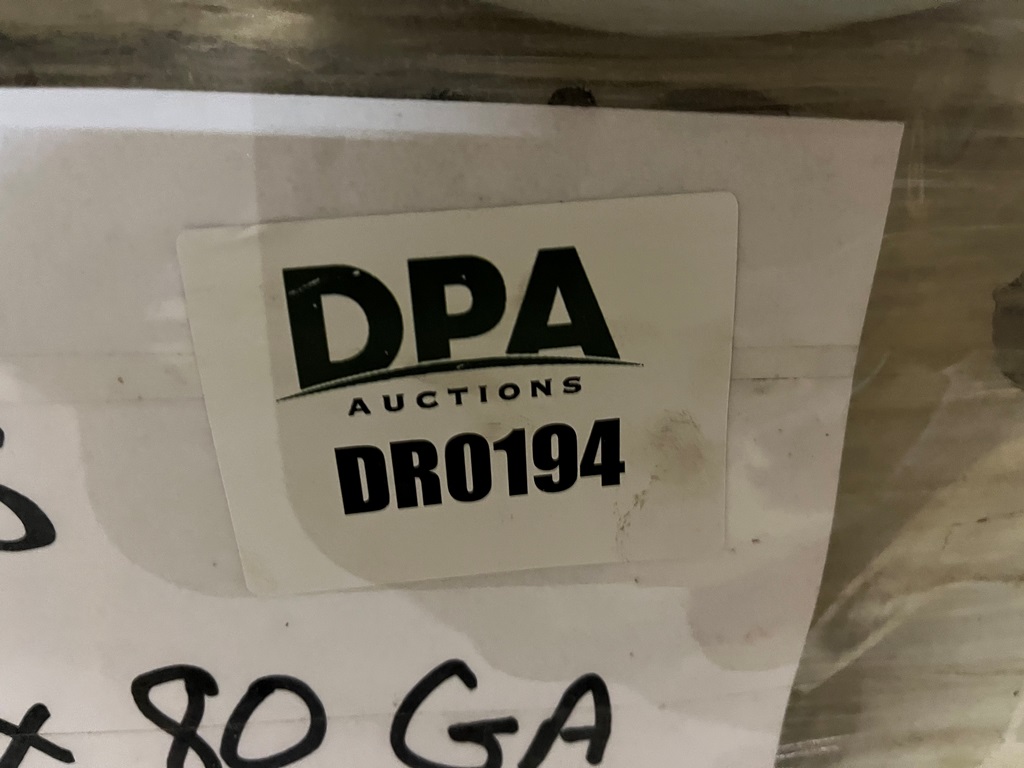 DPA
AUCTIONS
DR0194
x 80 GA